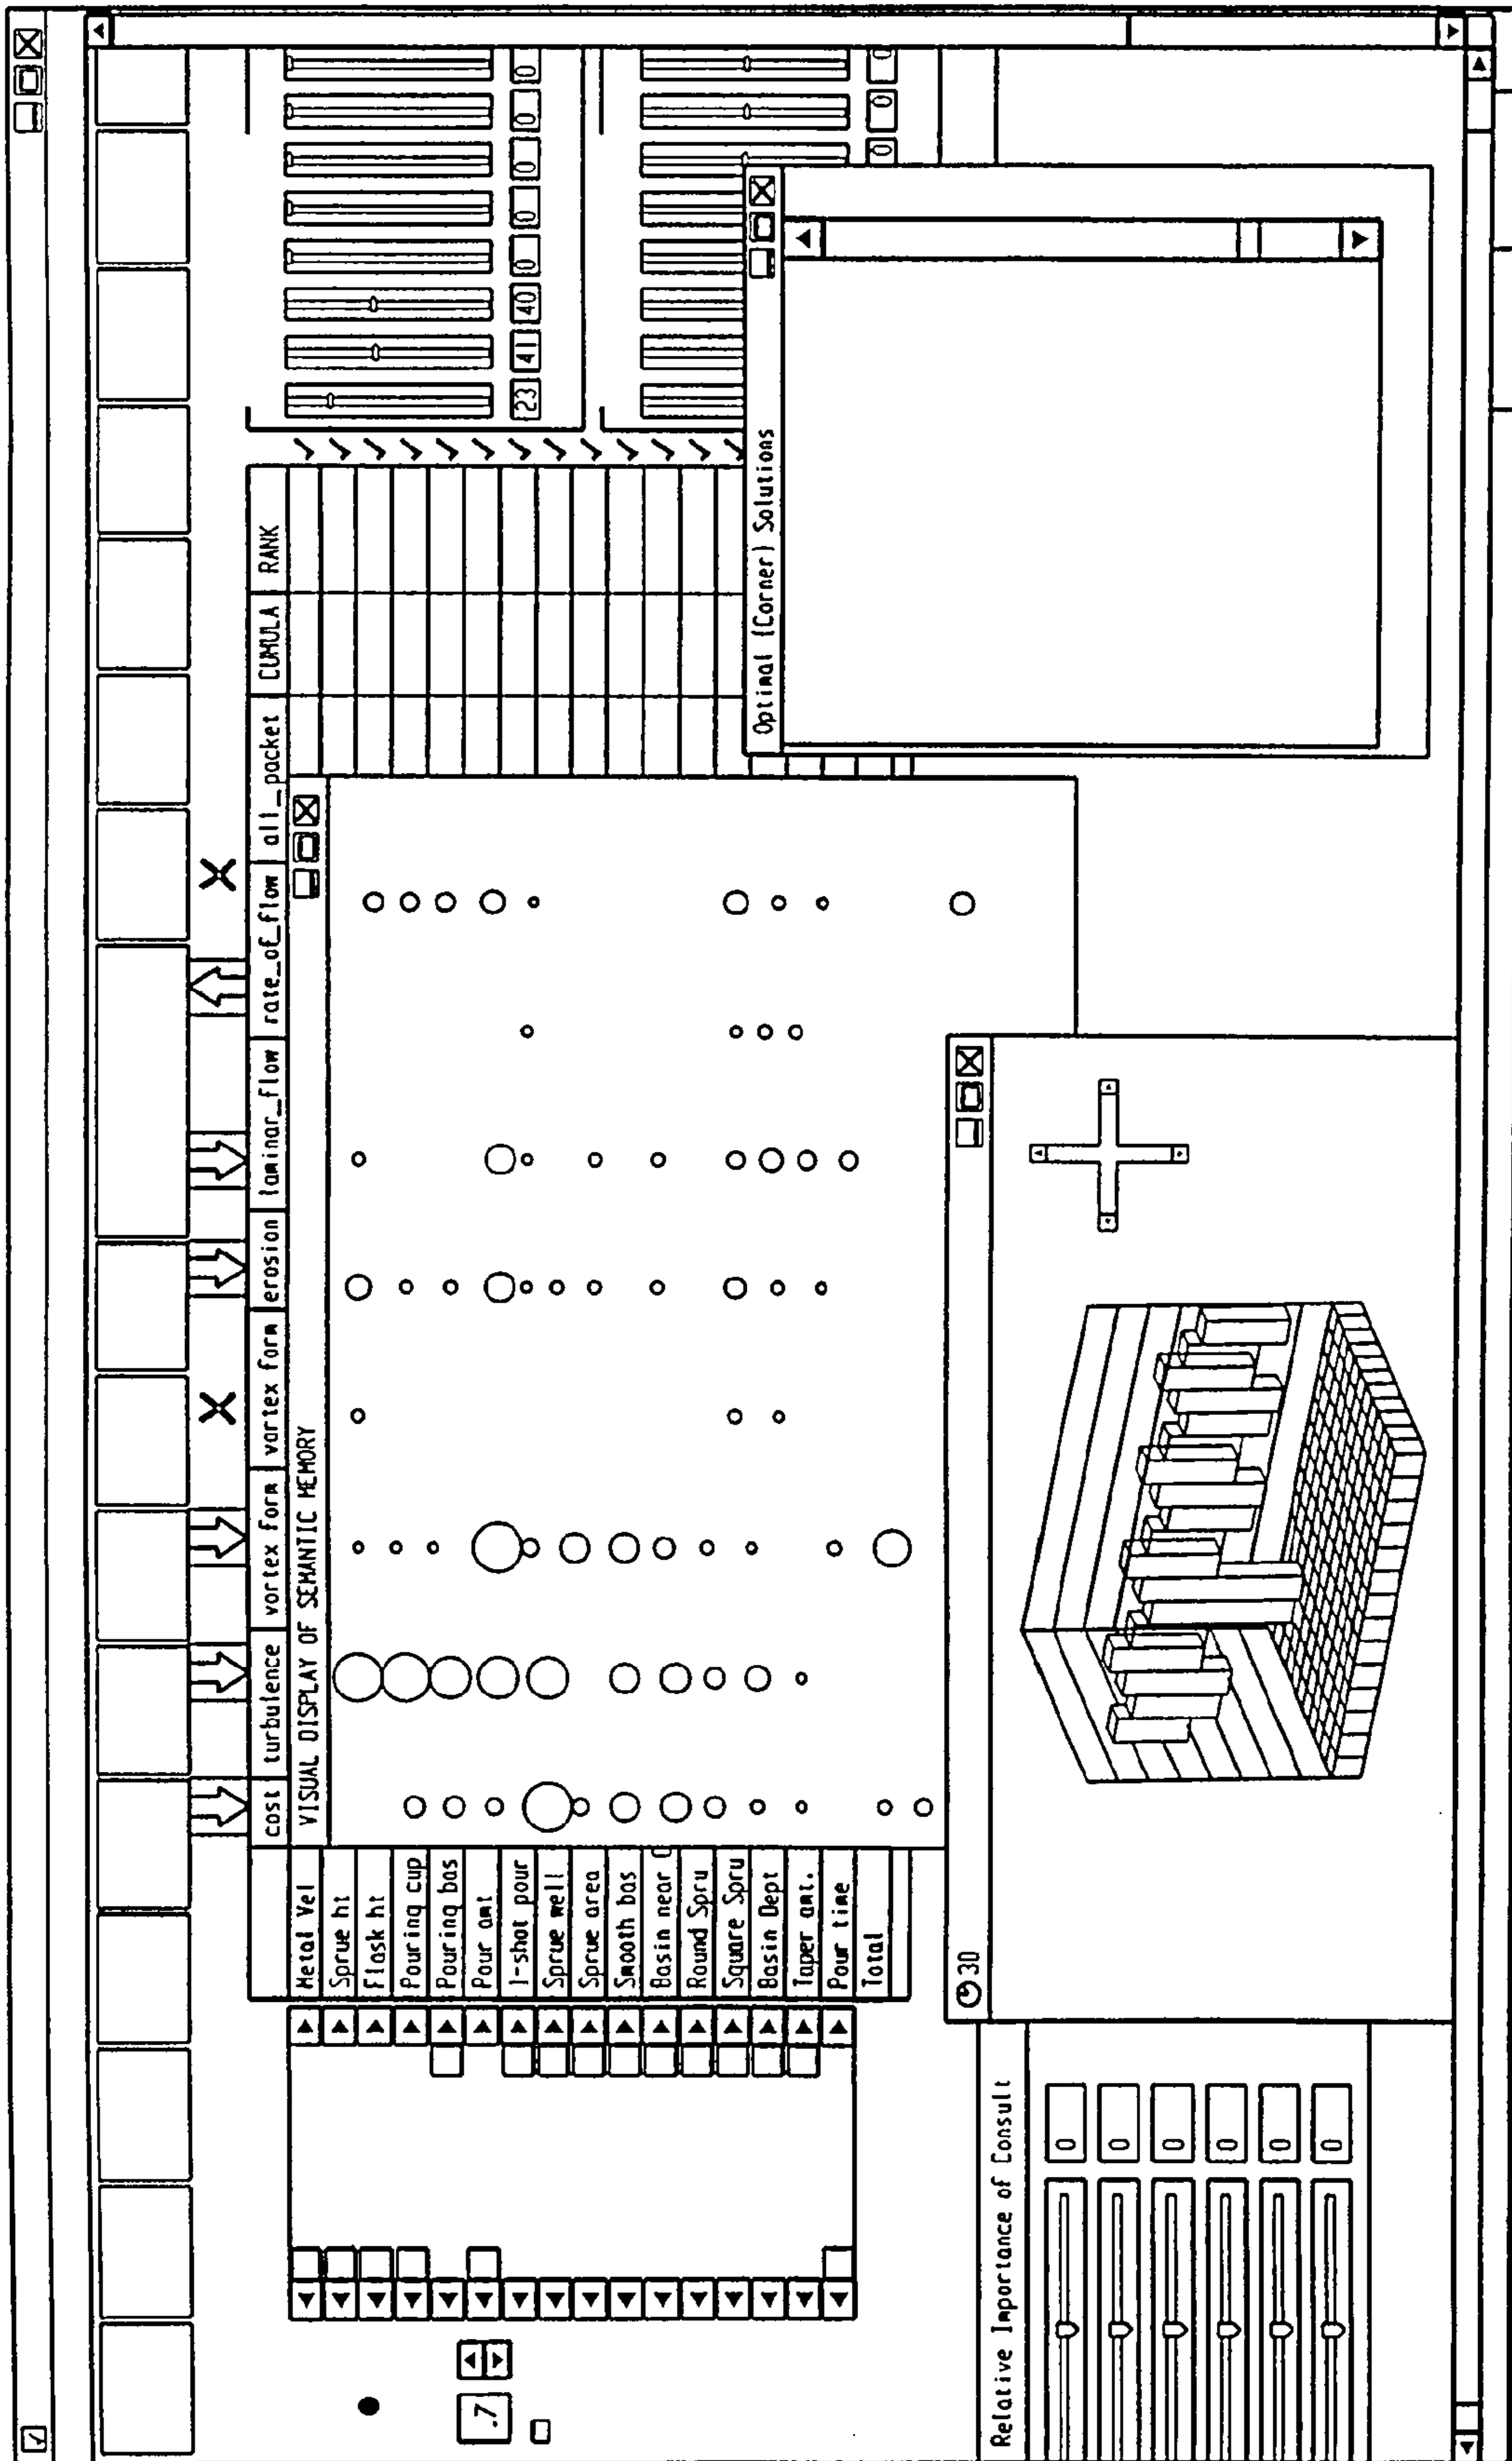 cost turbulence vortex form vartex form erosion laminar_flow rate_of_flow all_packet CUMULA RANK
VISUAL DISPLAY OF SEMANTIC MEMORY
Metal Vel
Sprue ht
Flask ht
Pouring cup
Pouring bas
Pour amt
1-shot pour
Sprue well
Sprue area
Smooth bas
Basin near
Round Spru
Square Spru
Basin Dept
Taper amt.
Pour time
Total
.7
23 41 40 0 0 0 0 0
0 0 0
Optimal (Corner) Solutions
3D
Relative Importance of Consult
0
0
0
0
0
0